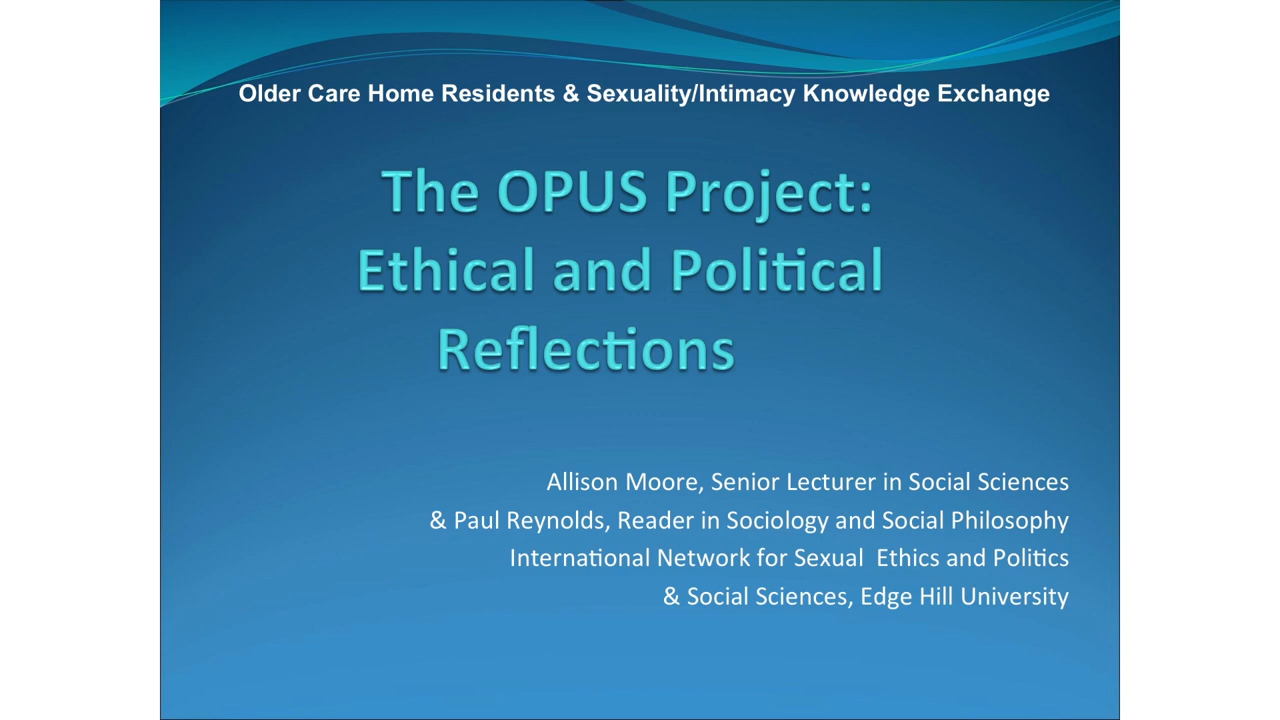 Older Care Home Residents & Sexuality/Intimacy Knowledge Exchange
The OPUS Project:
Ethical and Political
Reflections
Allison Moore, Senior Lecturer in Social Sciences
& Paul Reynolds, Reader in Sociology and Social Philosophy
International Network for Sexual  Ethics and Politics
& Social Sciences, Edge Hill University